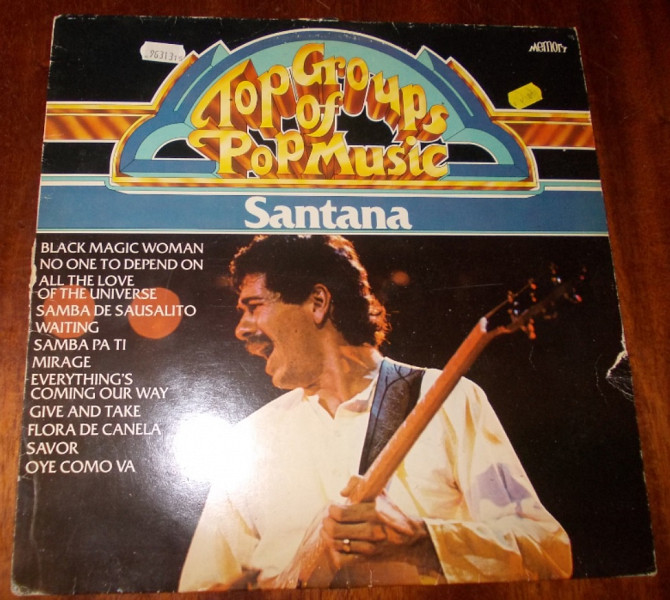 MEMORY
Top Groups
of
Pop Music
Santana
BLACK MAGIC WOMAN
NO ONE TO DEPEND ON
ALL THE LOVE
OF THE UNIVERSE
SAMBA DE SAUSALITO
WAITING
SAMBA PA TI
MIRAGE
EVERYTHING'S
COMING OUR WAY
GIVE AND TAKE
FLORA DE CANELA
SAVOR
OYE COMO VA